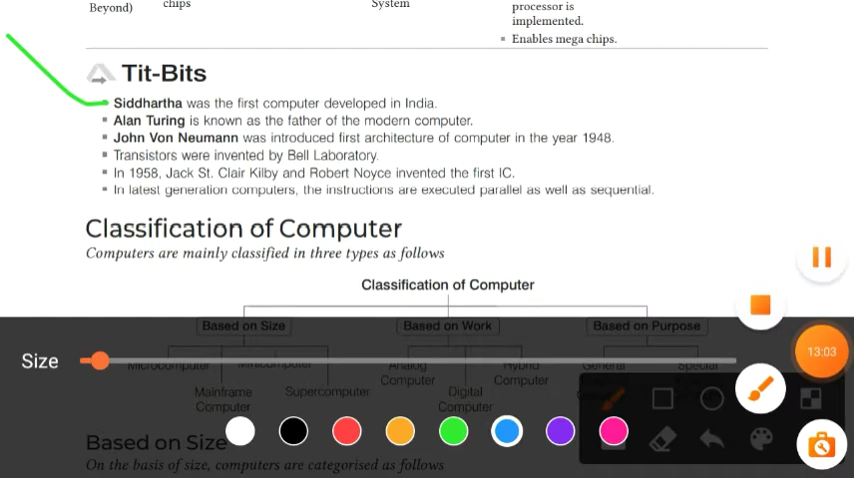 Beyond)
chips
System
processor is
implemented.
Enables mega chips.
Tit-Bits
Siddhartha was the first computer developed in India.
Alan Turing is known as the father of the modern computer.
John Von Neumann was introduced first architecture of computer in the year 1948.
Transistors were invented by Bell Laboratory.
In 1958, Jack St. Clair Kilby and Robert Noyce invented the first IC.
In latest generation computers, the instructions are executed parallel as well as sequential.
Classification of Computer
Computers are mainly classified in three types as follows
Classification of Computer
Based on Size
Based on Work
Based on Purpose
Microcomputer
Minicomputer
Analog
Computer
Hybrid
Computer
General
Special
Mainframe
Computer
Supercomputer
Digital
Computer
Size
13:03
Based on Size
On the basis of size, computers are categorised as follows